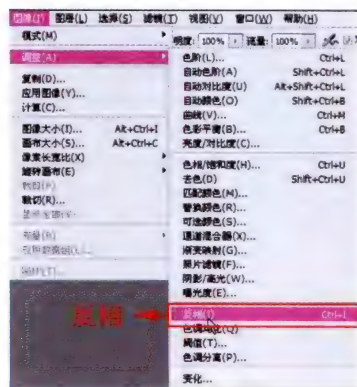 图像(I) 图层(L) 选择(S) 滤镜(T) 视图(V) 窗口(W) 帮助(H)
模式(M)
明度: 100% 流量: 100%
调整(A)
复制(D)...
应用图像(Y)...
计算(C)...
图像大小(I)... Alt+Ctrl+I
画布大小(S)... Alt+Ctrl+C
像素长宽比(X)
旋转画布(E)
裁切(R)...
色阶(L)... Ctrl+L
自动色阶(A) Shift+Ctrl+L
自动对比度(U) Alt+Shift+Ctrl+L
自动颜色(O) Shift+Ctrl+B
曲线(V)... Ctrl+M
色彩平衡(B)... Ctrl+B
亮度/对比度(C)...
色相/饱和度(H)... Ctrl+U
去色(D) Shift+Ctrl+U
匹配颜色(M)...
替换颜色(R)...
可选颜色(S)...
通道混合器(X)...
渐变映射(G)...
照片滤镜(F)...
阴影/高光(W)...
曝光度(E)...
反相(I) Ctrl+I
色调均化(Q)
阈值(T)...
色调分离(P)...
变化...
反相